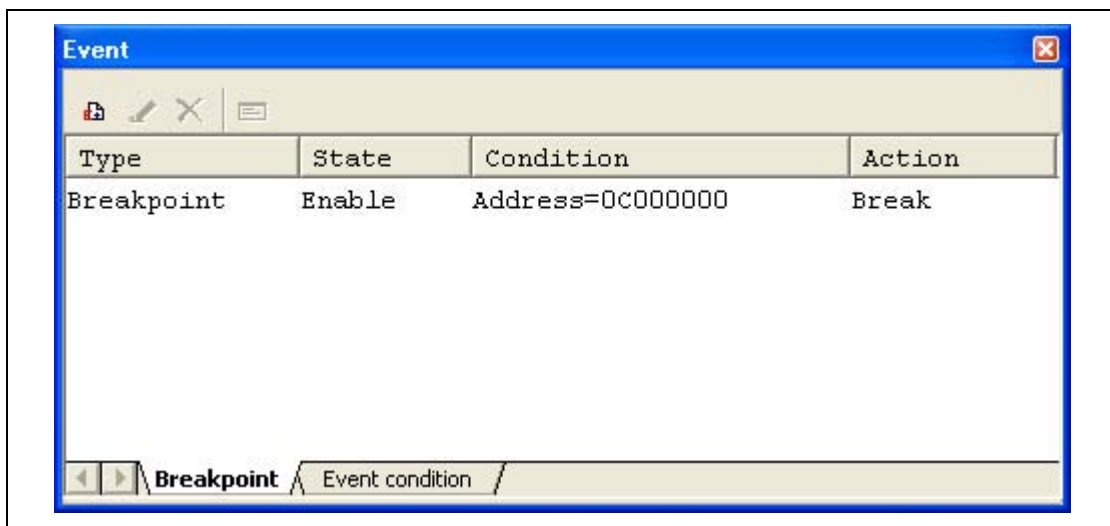 Event
Type State Condition Action
Breakpoint Enable Address=0C000000 Break
Breakpoint Event condition